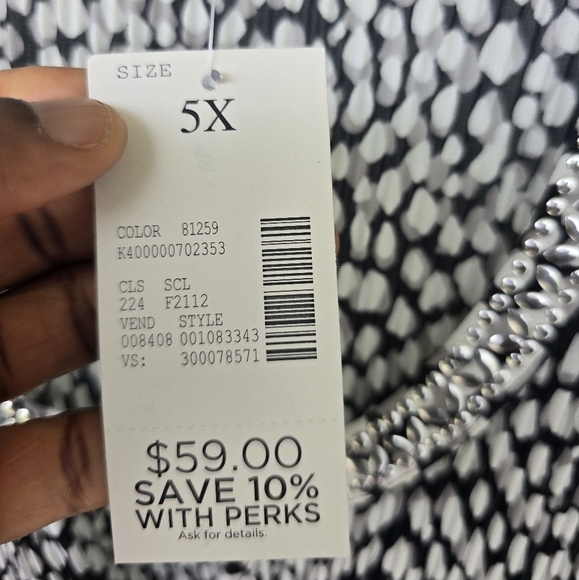 SIZE
5X
COLOR 81259
K400000702353
CLS SCL
224 F2112
VEND STYLE
008408 001083343
VS: 300078571
$59.00
SAVE 10%
WITH PERKS
Ask for details.